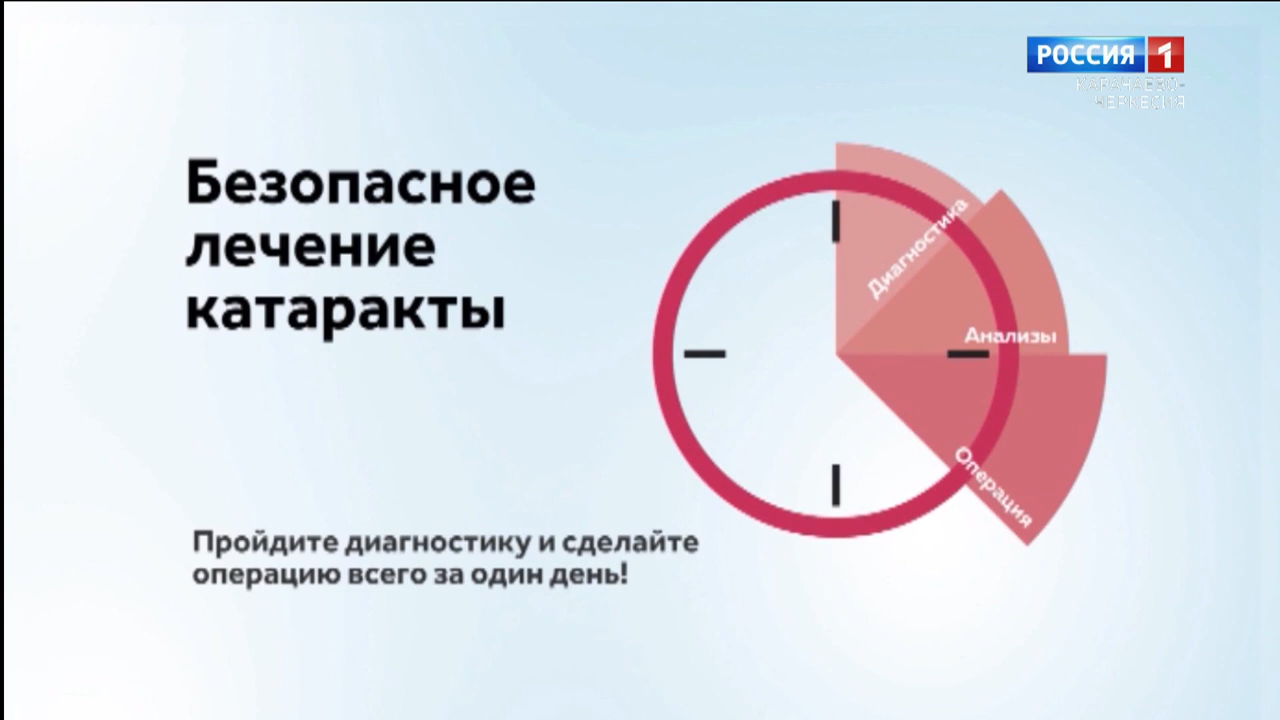 РОССИЯ 1
КАРАЧАЕВО-
ЧЕРКЕСИЯ
Безопасное
лечение
катаракты
Диагностика
Анализы
Операция
Пройдите диагностику и сделайте
операцию всего за один день!